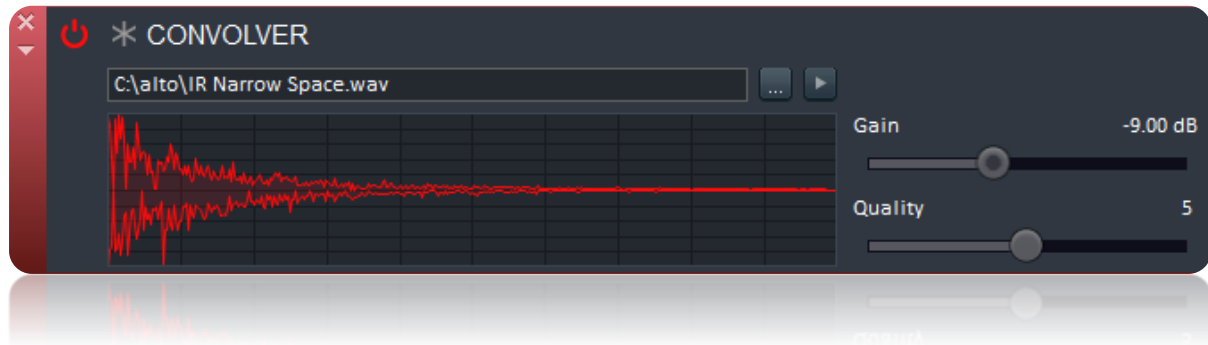 CONVOLVER
C:\alto\IR Narrow Space.wav
...
Gain -9.00 dB
Quality 5